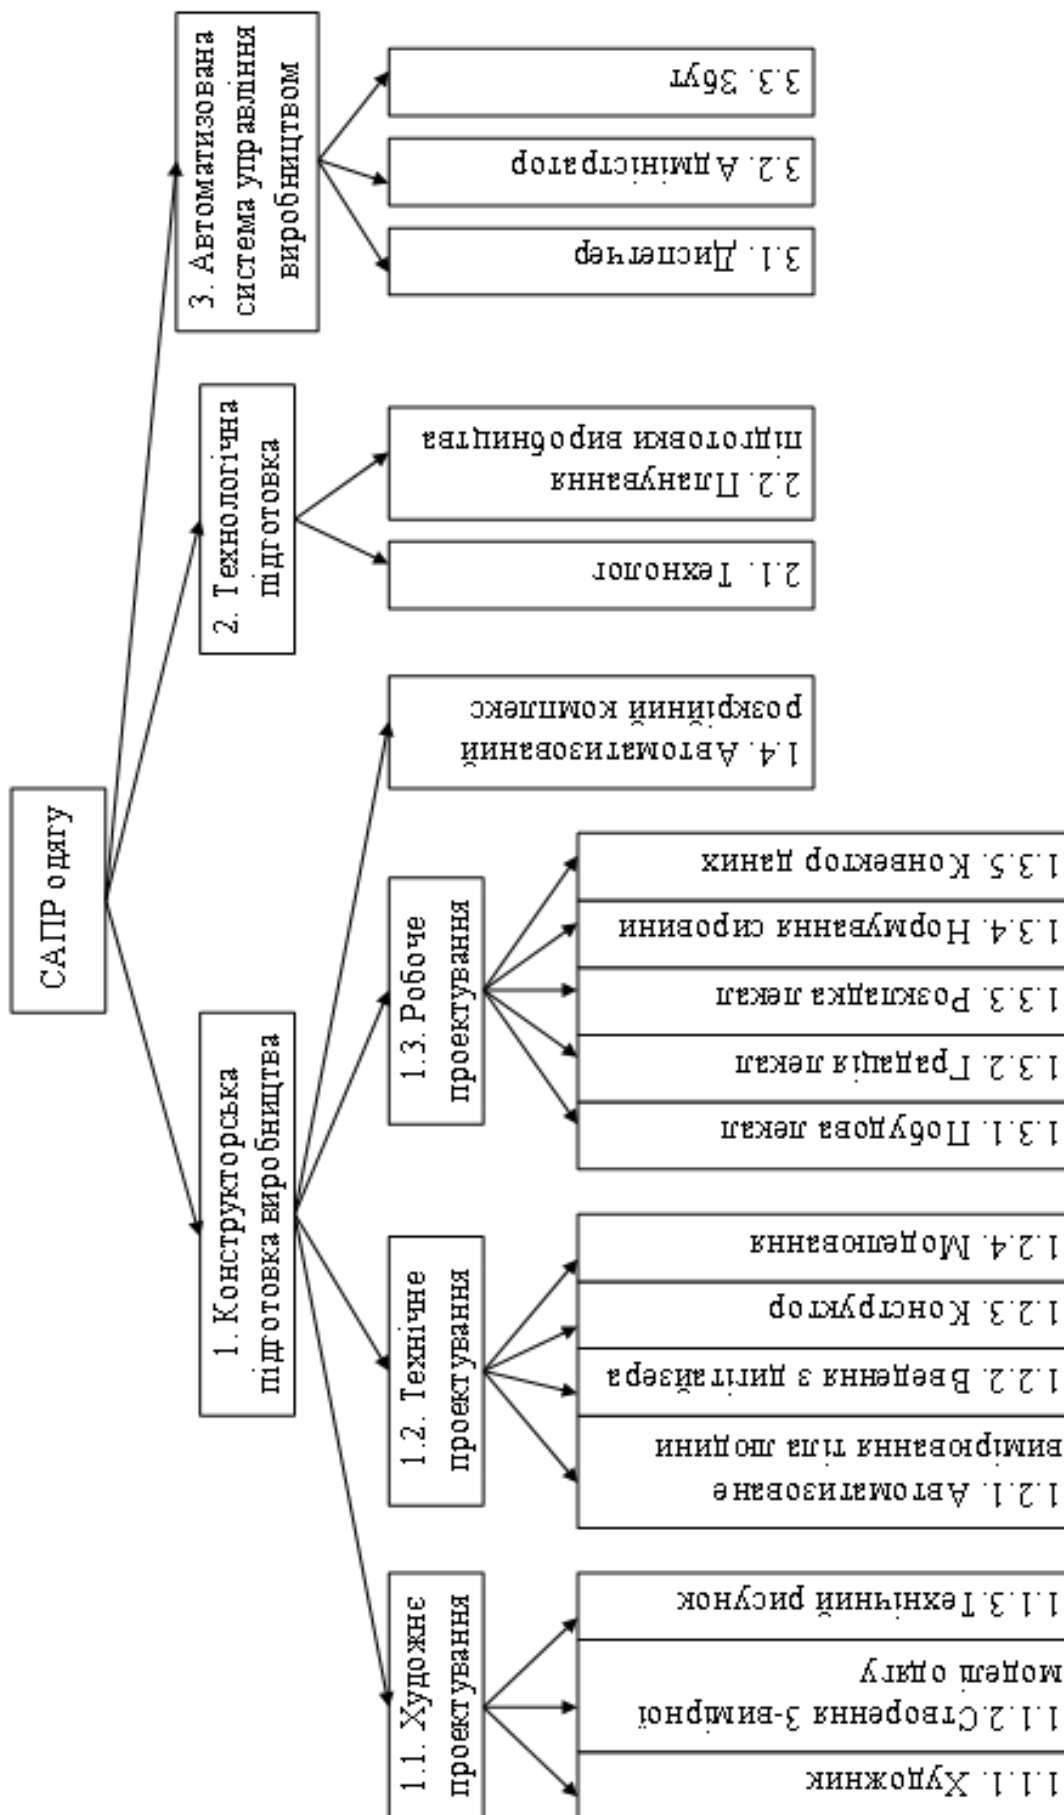 САПР одягу
1. Конструкторська
підготовка виробництва
2. Технологічна
підготовка
3. Автоматизована
система управління
виробництвом
1.1. Художнє
проектування
1.2. Технічне
проектування
1.3. Робоче
проектування
1.4. Автоматизований
розкрійний комплекс
2.1. Технолог
2.2. Планування
підготовки виробництва
3.1. Диспетчер
3.2. Адміністратор
3.3. Збут
1.1.1. Художник
1.1.2.Створення 3-вимірної
моделі одягу
1.1.3.Технічний рисунок
1.2.1. Автоматизоване
вимірювання тіла людини
1.2.2. Введення з дигітайзера
1.2.3. Конструктор
1.2.4. Моделювання
1.3.1. Побудова лекал
1.3.2. Градація лекал
1.3.3. Розкладка лекал
1.3.4. Нормування сировини
1.3.5. Конвектор даних